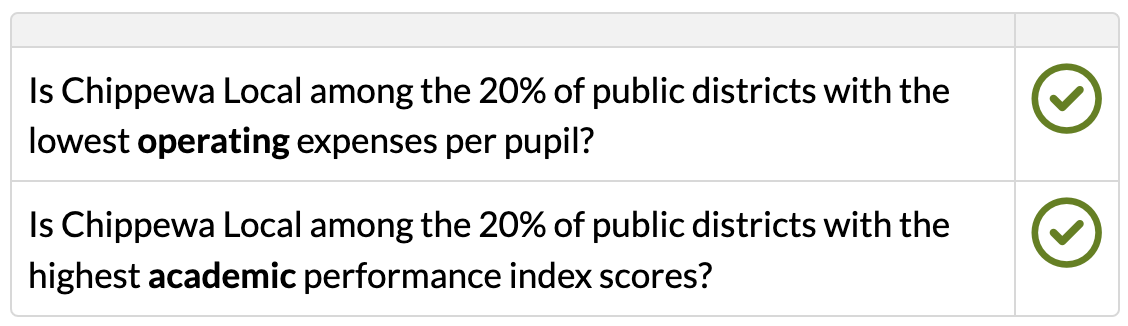 Is Chippewa Local among the 20% of public districts with the
lowest operating expenses per pupil?
Is Chippewa Local among the 20% of public districts with the
highest academic performance index scores?